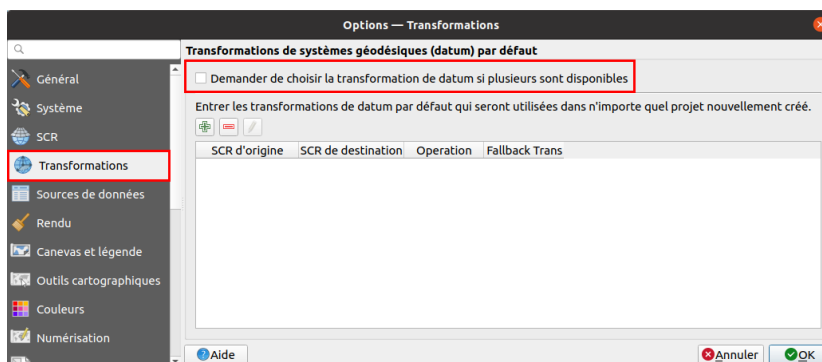 Options — Transformations
Transformations de systèmes géodésiques (datum) par défaut
Général
Système
SCR
Transformations
Sources de données
Rendu
Canevas et légende
Outils cartographiques
Couleurs
Numérisation
Demander de choisir la transformation de datum si plusieurs sont disponibles
Entrer les transformations de datum par défaut qui seront utilisées dans n'importe quel projet nouvellement créé.
SCR d'origine SCR de destination Operation Fallback Trans
Aide
Annuler
OK